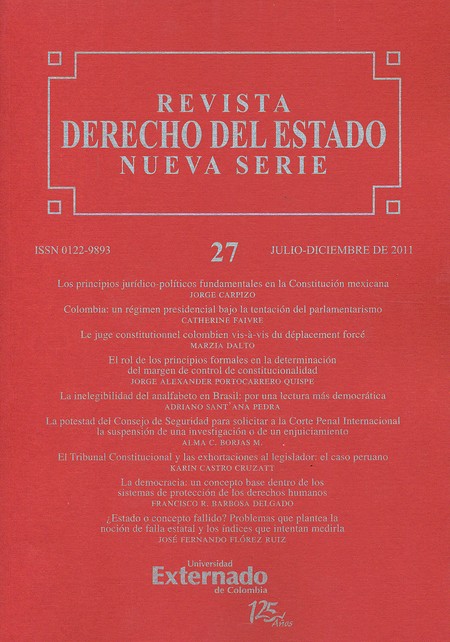 REVISTA
DERECHO DEL ESTADO
NUEVA SERIE
ISSN 0122-9893
27
JULIO-DICIEMBRE DE 2011
Los principios jurídico-políticos fundamentales en la Constitución mexicana
JORGE CARPIZO
Colombia: un régimen presidencial bajo la tentación del parlamentarismo
CATHERINE FAIVRE
Le juge constitutionnel colombien vis-à-vis du déplacement forcé
MARZIA DALTO
El rol de los principios formales en la determinación
del margen de control de constitucionalidad
JORGE ALEXANDER PORTOCARRERO QUISPE
La inelegibilidad del analfabeto en Brasil: por una lectura más democrática
ADRIANO SANT'ANA PEDRA
La potestad del Consejo de Seguridad para solicitar a la Corte Penal Internacional
la suspensión de una investigación o de un enjuiciamiento
ALMA C. BORJAS M.
El Tribunal Constitucional y las exhortaciones al legislador: el caso peruano
KARIN CASTRO CRUZATT
La democracia: un concepto base dentro de los
sistemas de protección de los derechos humanos
FRANCISCO R. BARBOSA DELGADO
¿Estado o concepto fallido? Problemas que plantea la
noción de falla estatal y los índices que intentan medirla
JOSÉ FERNANDO FLÓREZ RUIZ
Universidad
Externado
de Colombia
125
Años